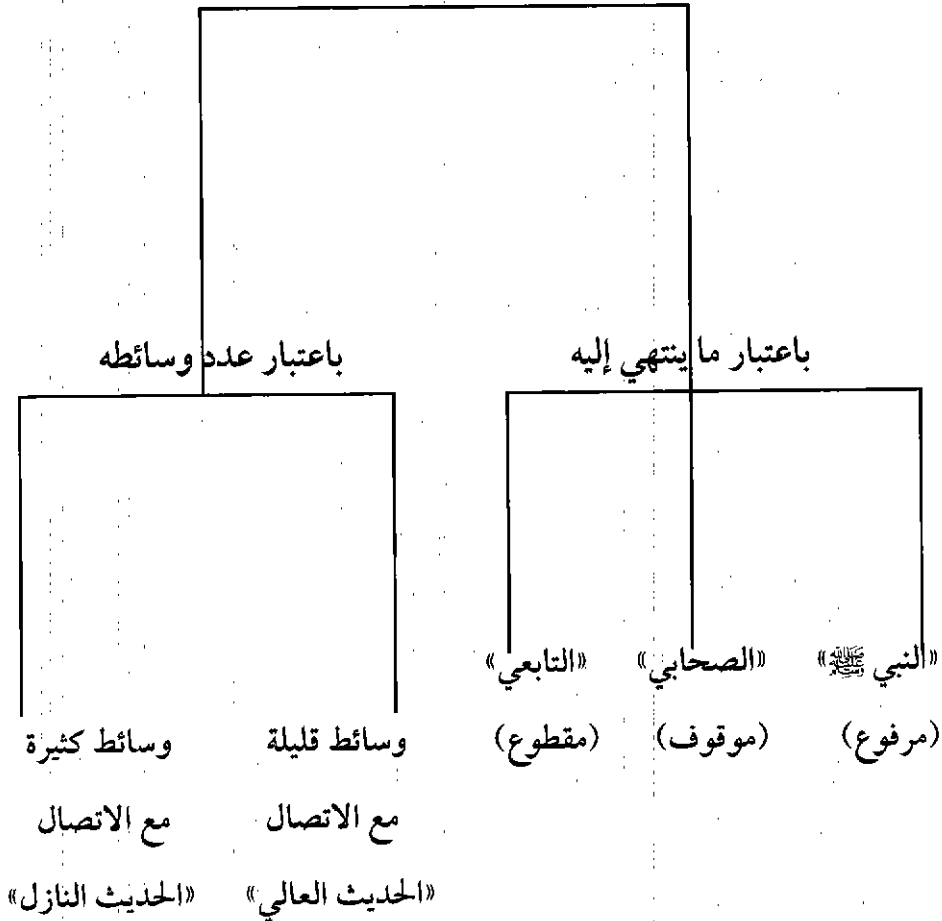 باعتبار ما ينتهي إليه
باعتبار عدد وسائطه
«النبي ﷺ»
(مرفوع)
«الصحابي»
(موقوف)
«التابعي»
(مقطوع)
وسائط قليلة
مع الاتصال
«الحديث العالي»
وسائط كثيرة
مع الاتصال
«الحديث النازل»